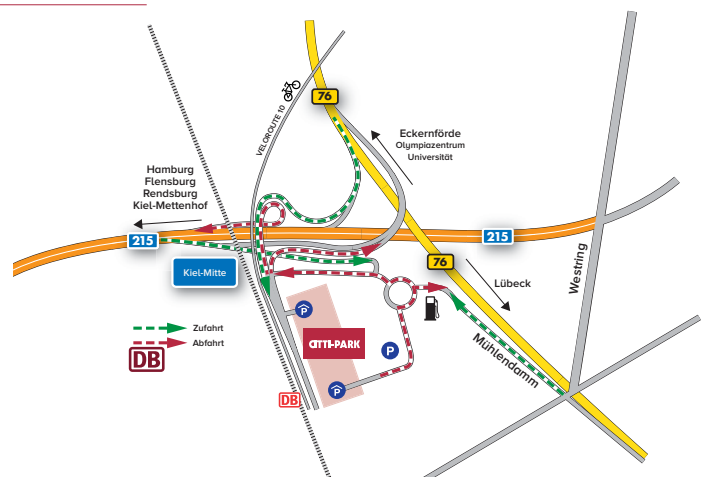 76
VELOROUTE 10
Eckernförde
Olympiazentrum
Universität
Hamburg
Flensburg
Rendsburg
Kiel-Mettenhof
215
215
76
Kiel-Mitte
Lübeck
Westring
P
CITTI-PARK
Zufahrt
Abfahrt
DB
P
Mühlendamm
P
DB